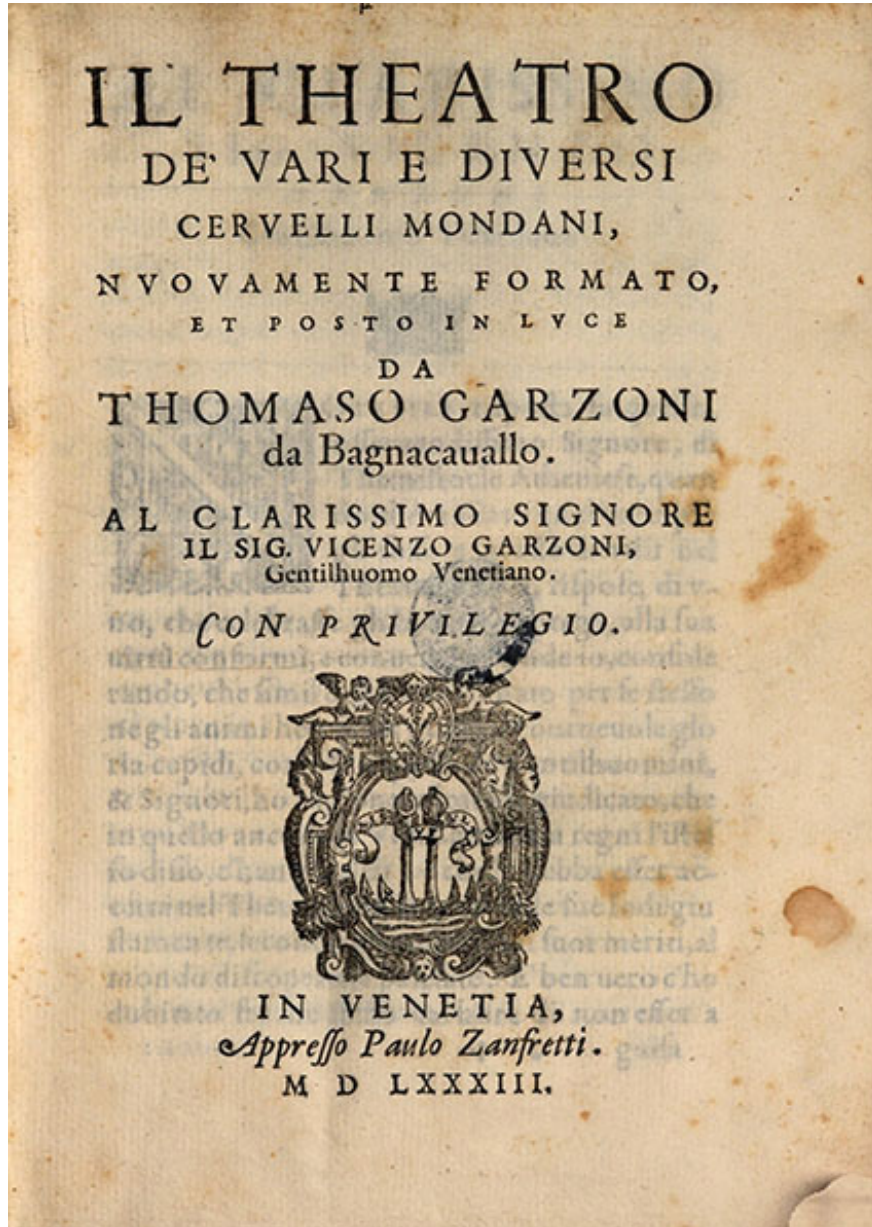 IL THEATRO
DE' VARI E DIVERSI
CERVELLI MONDANI,
NVOVAMENTE FORMATO,
ET POSTO IN LVCE
DA
THOMASO GARZONI
da Bagnacauallo.
AL CLARISSIMO SIGNORE
IL SIG. VICENZO GARZONI,
Gentilhuomo Venetiano.
CON PRIVILEGIO.
IN VENETIA,
Appresso Paulo Zanfretti.
M D LXXXIII.